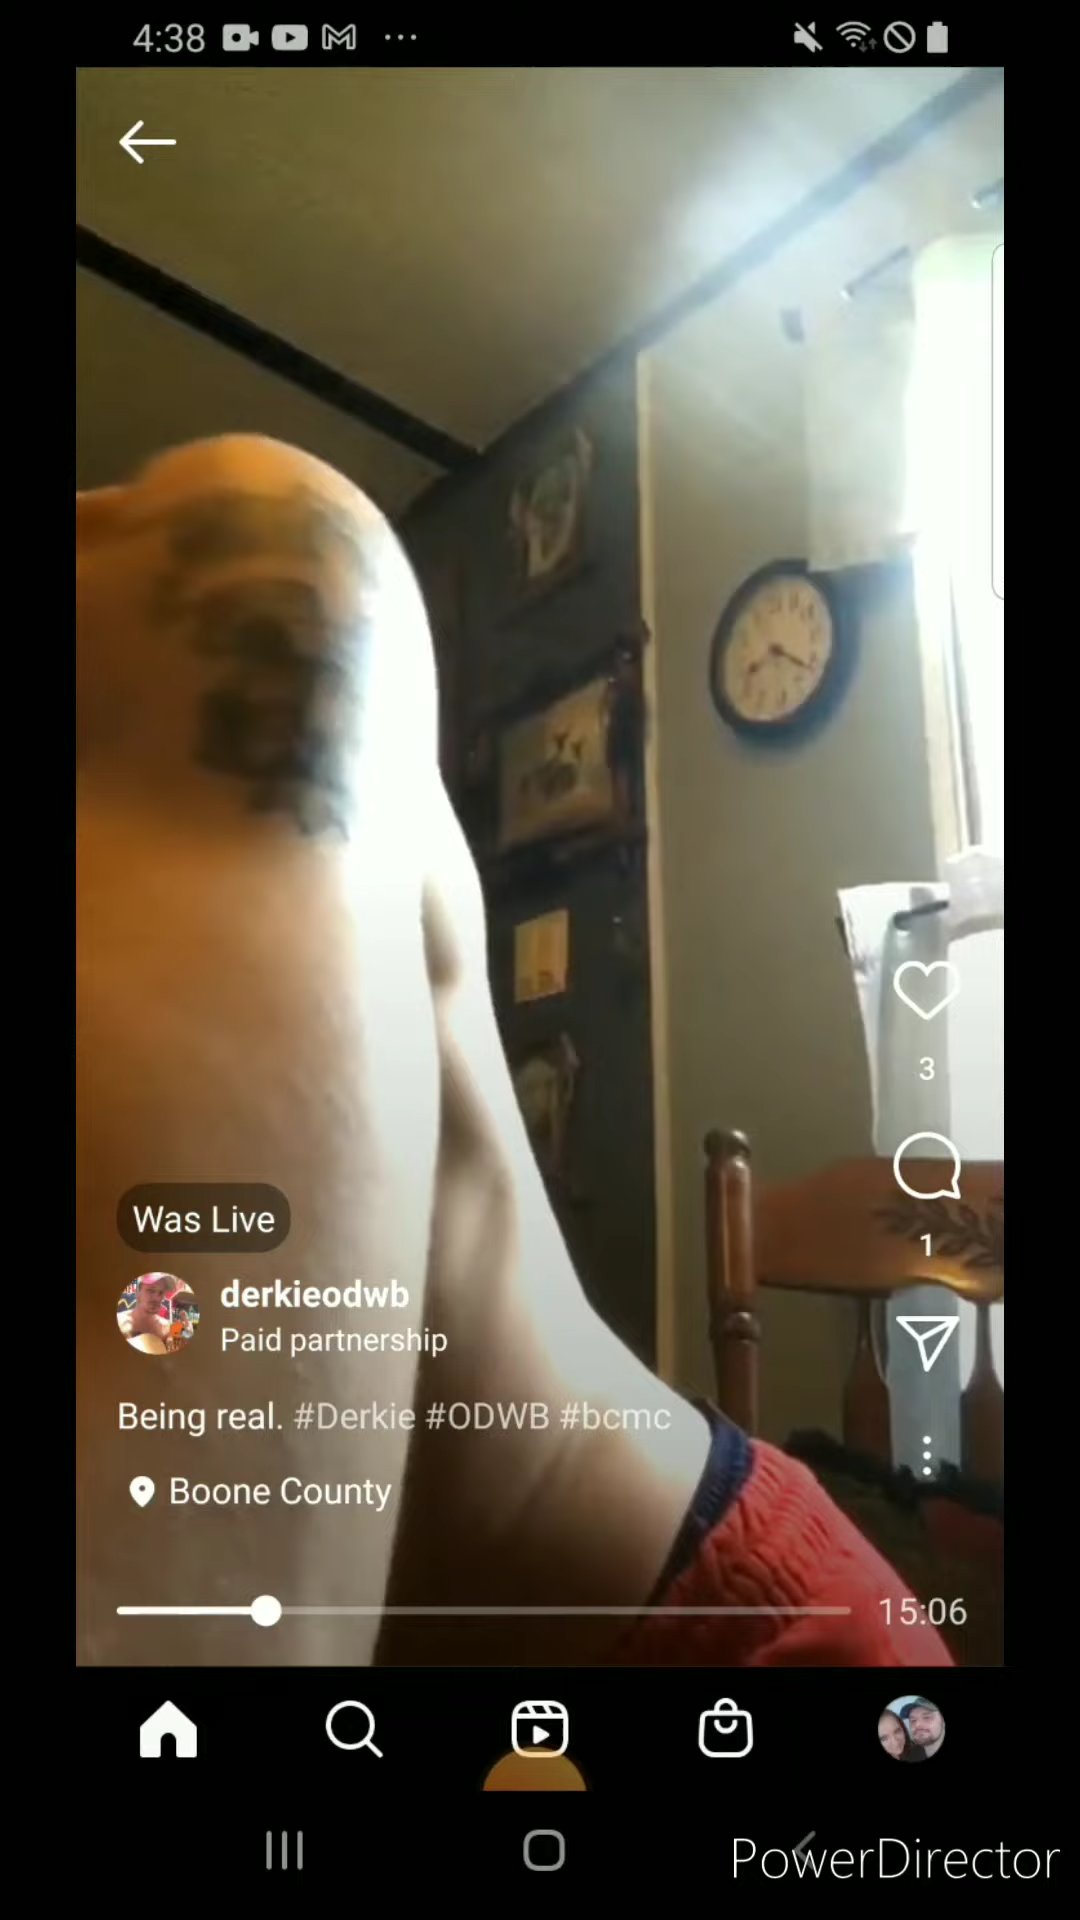 4:38
Was Live
derkieodwb
Paid partnership
Being real. #Derkie #ODWB #bcmc
Boone County
3
1
15:06
PowerDirector